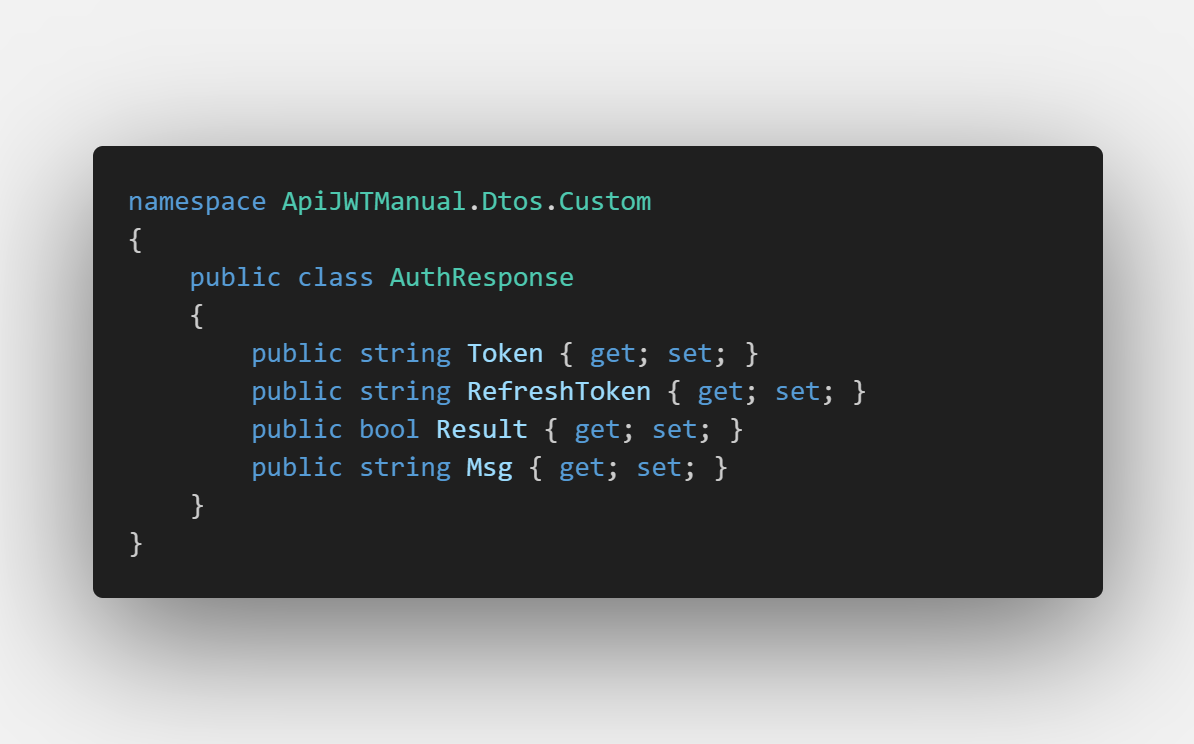 namespace ApiJWTManual.Dtos.Custom
{
    public class AuthResponse
    {
        public string Token { get; set; }
        public string RefreshToken { get; set; }
        public bool Result { get; set; }
        public string Msg { get; set; }
    }
}